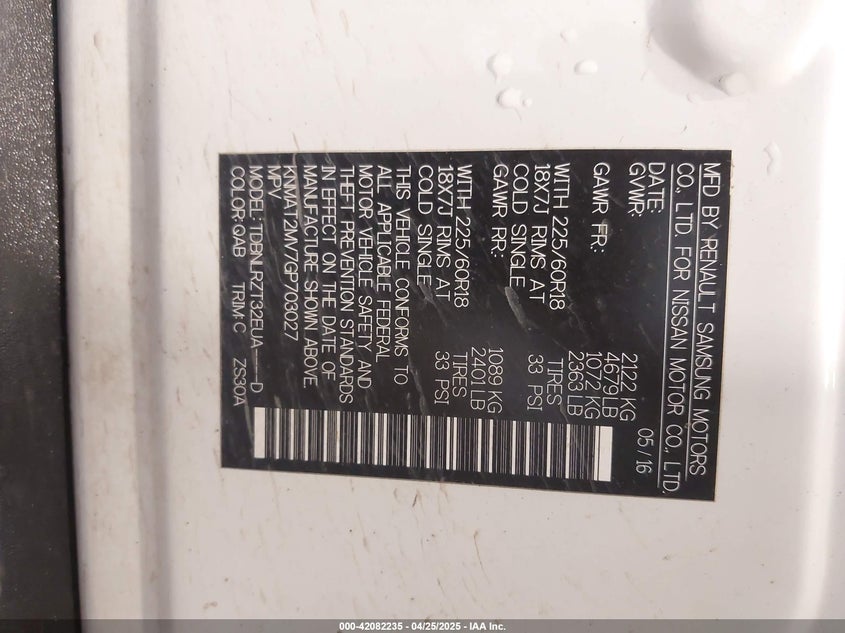 MFD BY RENAULT SAMSUNG MOTORS
CO., LTD. FOR NISSAN MOTOR CO., LTD.
DATE: 05/16
GVWR: 2122 KG
4679 LB
GAWR FR: 1072 KG
2363 LB
WITH 225/60R18 TIRES
18X7J RIMS AT 33 PSI
COLD SINGLE
GAWR RR: 1089 KG
2401 LB
WITH 225/60R18 TIRES
18X7J RIMS AT 33 PSI
COLD SINGLE
THIS VEHICLE CONFORMS TO
ALL APPLICABLE FEDERAL
MOTOR VEHICLE SAFETY AND
THEFT PREVENTION STANDARDS
IN EFFECT ON THE DATE OF
MANUFACTURE SHOWN ABOVE
KNMAT2MV7GP703027
MPV
MODEL: TDBNLRZT32EUA-----D
COLOR: QAB TRIM: C ZS30A
000-42082235 - 04/25/2025 - IAA Inc.